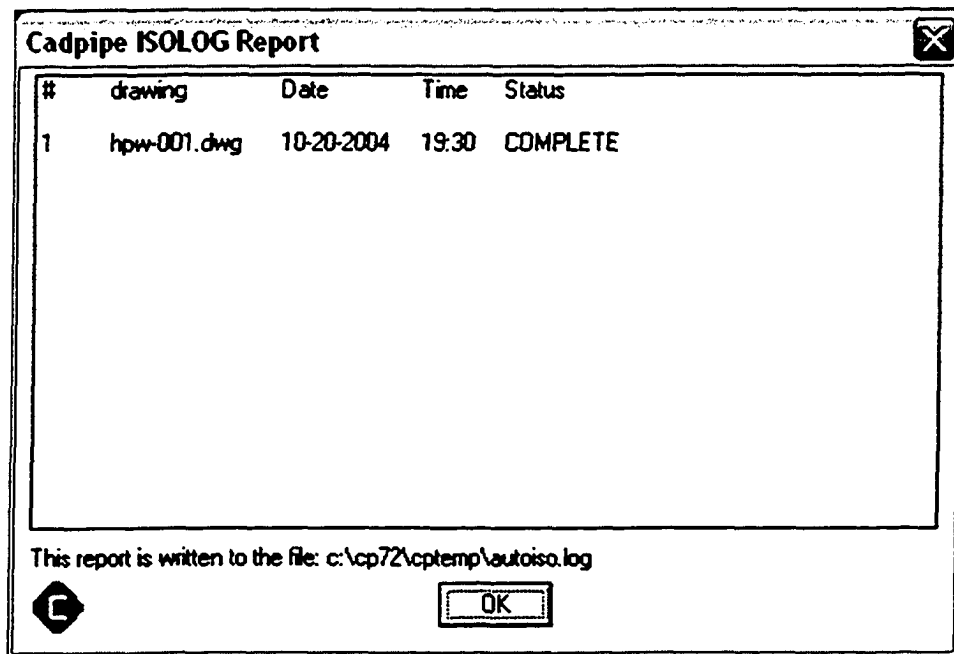 Cadpipe ISOLOG Report
# drawing Date Time Status
1 hpw-001.dwg 10-20-2004 19:30 COMPLETE
This report is written to the file: c:\cp72\cptemp\autoiso.log
C
OK